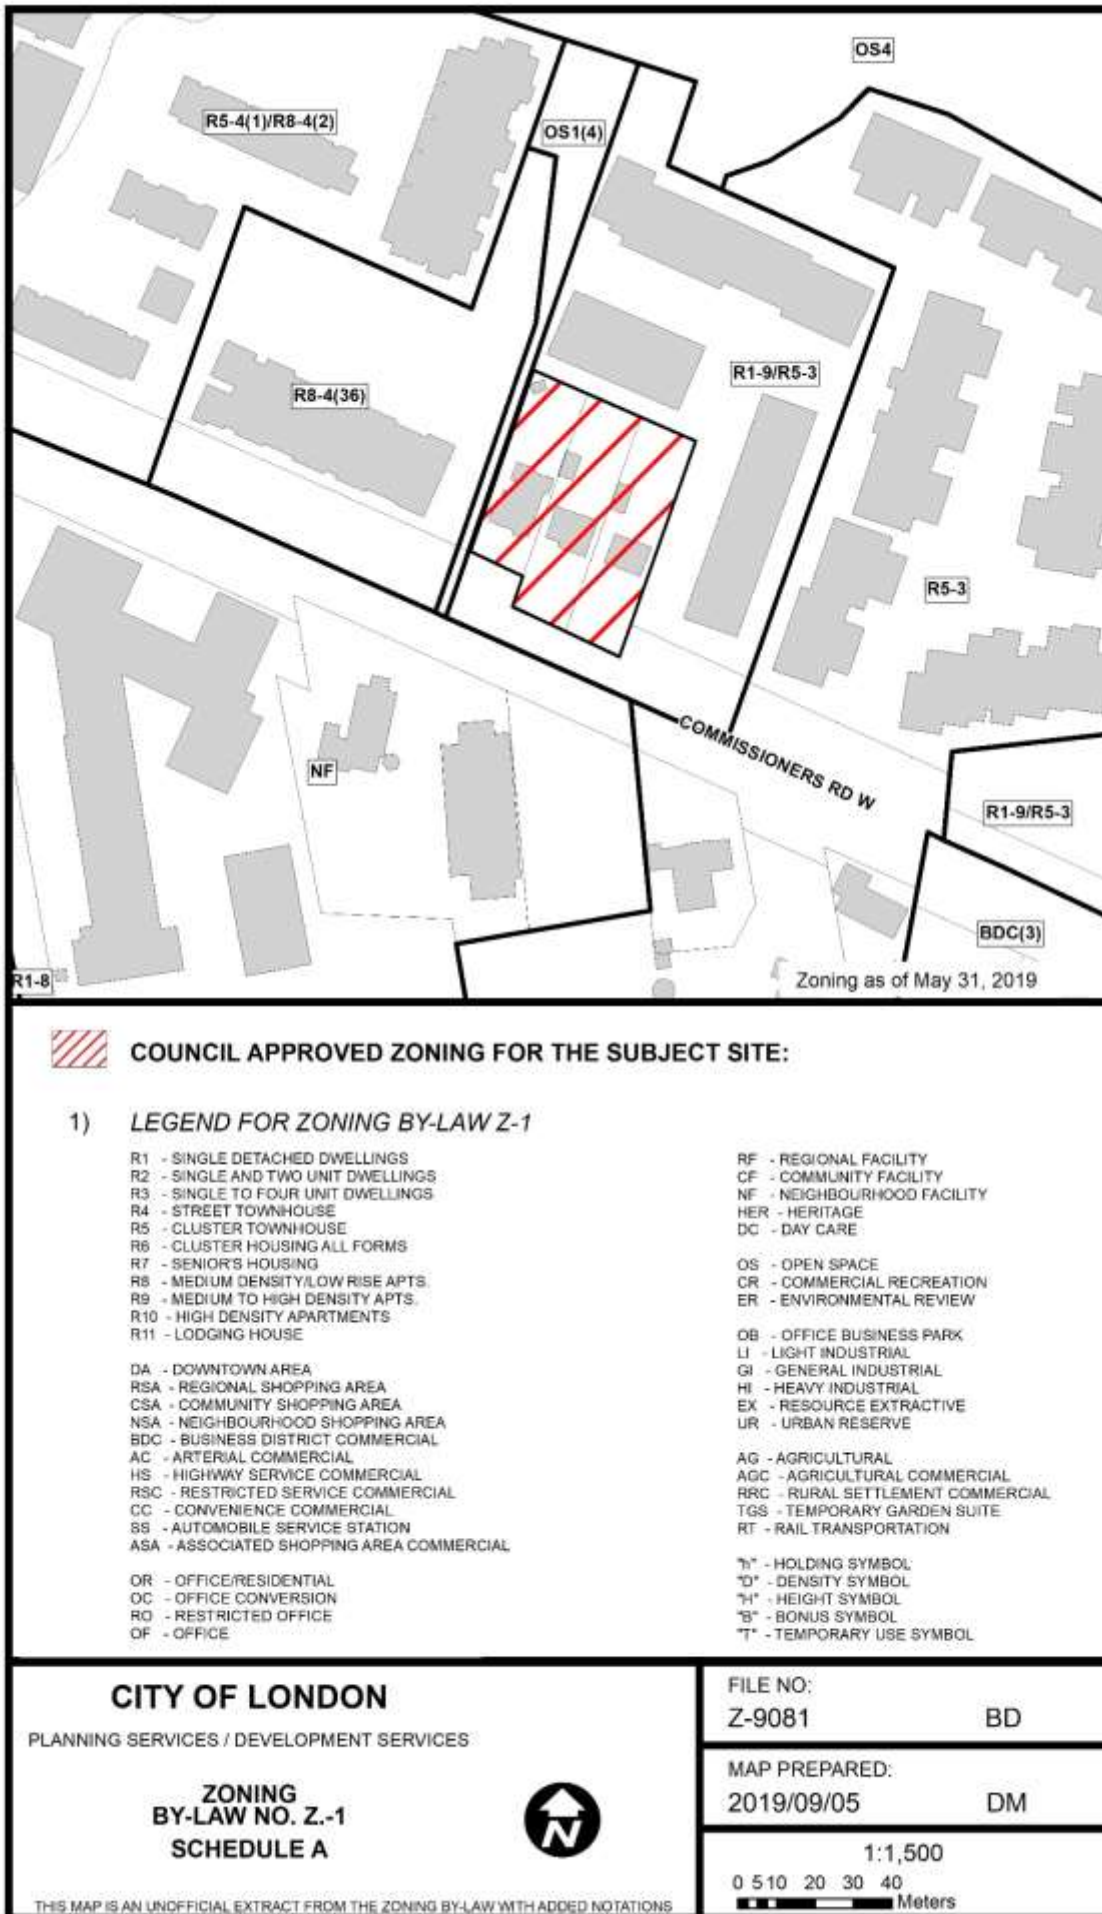 OS4
R5-4(1)/R8-4(2)
OS1(4)
R1-9/R5-3
R8-4(36)
R5-3
COMMISSIONERS RD W
NF
R1-9/R5-3
BDC(3)
R1-8
Zoning as of May 31, 2019
COUNCIL APPROVED ZONING FOR THE SUBJECT SITE:
1) LEGEND FOR ZONING BY-LAW Z-1
R1 - SINGLE DETACHED DWELLINGS
R2 - SINGLE AND TWO UNIT DWELLINGS
R3 - SINGLE TO FOUR UNIT DWELLINGS
R4 - STREET TOWNHOUSE
R5 - CLUSTER TOWNHOUSE
R6 - CLUSTER HOUSING ALL FORMS
R7 - SENIOR'S HOUSING
R8 - MEDIUM DENSITY/LOW RISE APTS.
R9 - MEDIUM TO HIGH DENSITY APTS.
R10 - HIGH DENSITY APARTMENTS
R11 - LODGING HOUSE
DA - DOWNTOWN AREA
RSA - REGIONAL SHOPPING AREA
CSA - COMMUNITY SHOPPING AREA
NSA - NEIGHBOURHOOD SHOPPING AREA
BDC - BUSINESS DISTRICT COMMERCIAL
AC - ARTERIAL COMMERCIAL
HS - HIGHWAY SERVICE COMMERCIAL
RSC - RESTRICTED SERVICE COMMERCIAL
CC - CONVENIENCE COMMERCIAL
SS - AUTOMOBILE SERVICE STATION
ASA - ASSOCIATED SHOPPING AREA COMMERCIAL
OR - OFFICE/RESIDENTIAL
OC - OFFICE CONVERSION
RO - RESTRICTED OFFICE
OF - OFFICE
RF - REGIONAL FACILITY
CF - COMMUNITY FACILITY
NF - NEIGHBOURHOOD FACILITY
HER - HERITAGE
DC - DAY CARE
OS - OPEN SPACE
CR - COMMERCIAL RECREATION
ER - ENVIRONMENTAL REVIEW
OB - OFFICE BUSINESS PARK
LI - LIGHT INDUSTRIAL
GI - GENERAL INDUSTRIAL
HI - HEAVY INDUSTRIAL
EX - RESOURCE EXTRACTIVE
UR - URBAN RESERVE
AG - AGRICULTURAL
AGC - AGRICULTURAL COMMERCIAL
RRC - RURAL SETTLEMENT COMMERCIAL
TGS - TEMPORARY GARDEN SUITE
RT - RAIL TRANSPORTATION
"h" - HOLDING SYMBOL
"D" - DENSITY SYMBOL
"H" - HEIGHT SYMBOL
"B" - BONUS SYMBOL
"T" - TEMPORARY USE SYMBOL
CITY OF LONDON
PLANNING SERVICES / DEVELOPMENT SERVICES
ZONING
BY-LAW NO. Z.-1
SCHEDULE A
N
THIS MAP IS AN UNOFFICIAL EXTRACT FROM THE ZONING BY-LAW WITH ADDED NOTATIONS
FILE NO:
Z-9081 BD
MAP PREPARED:
2019/09/05 DM
1:1,500
0 5 10 20 30 40
Meters